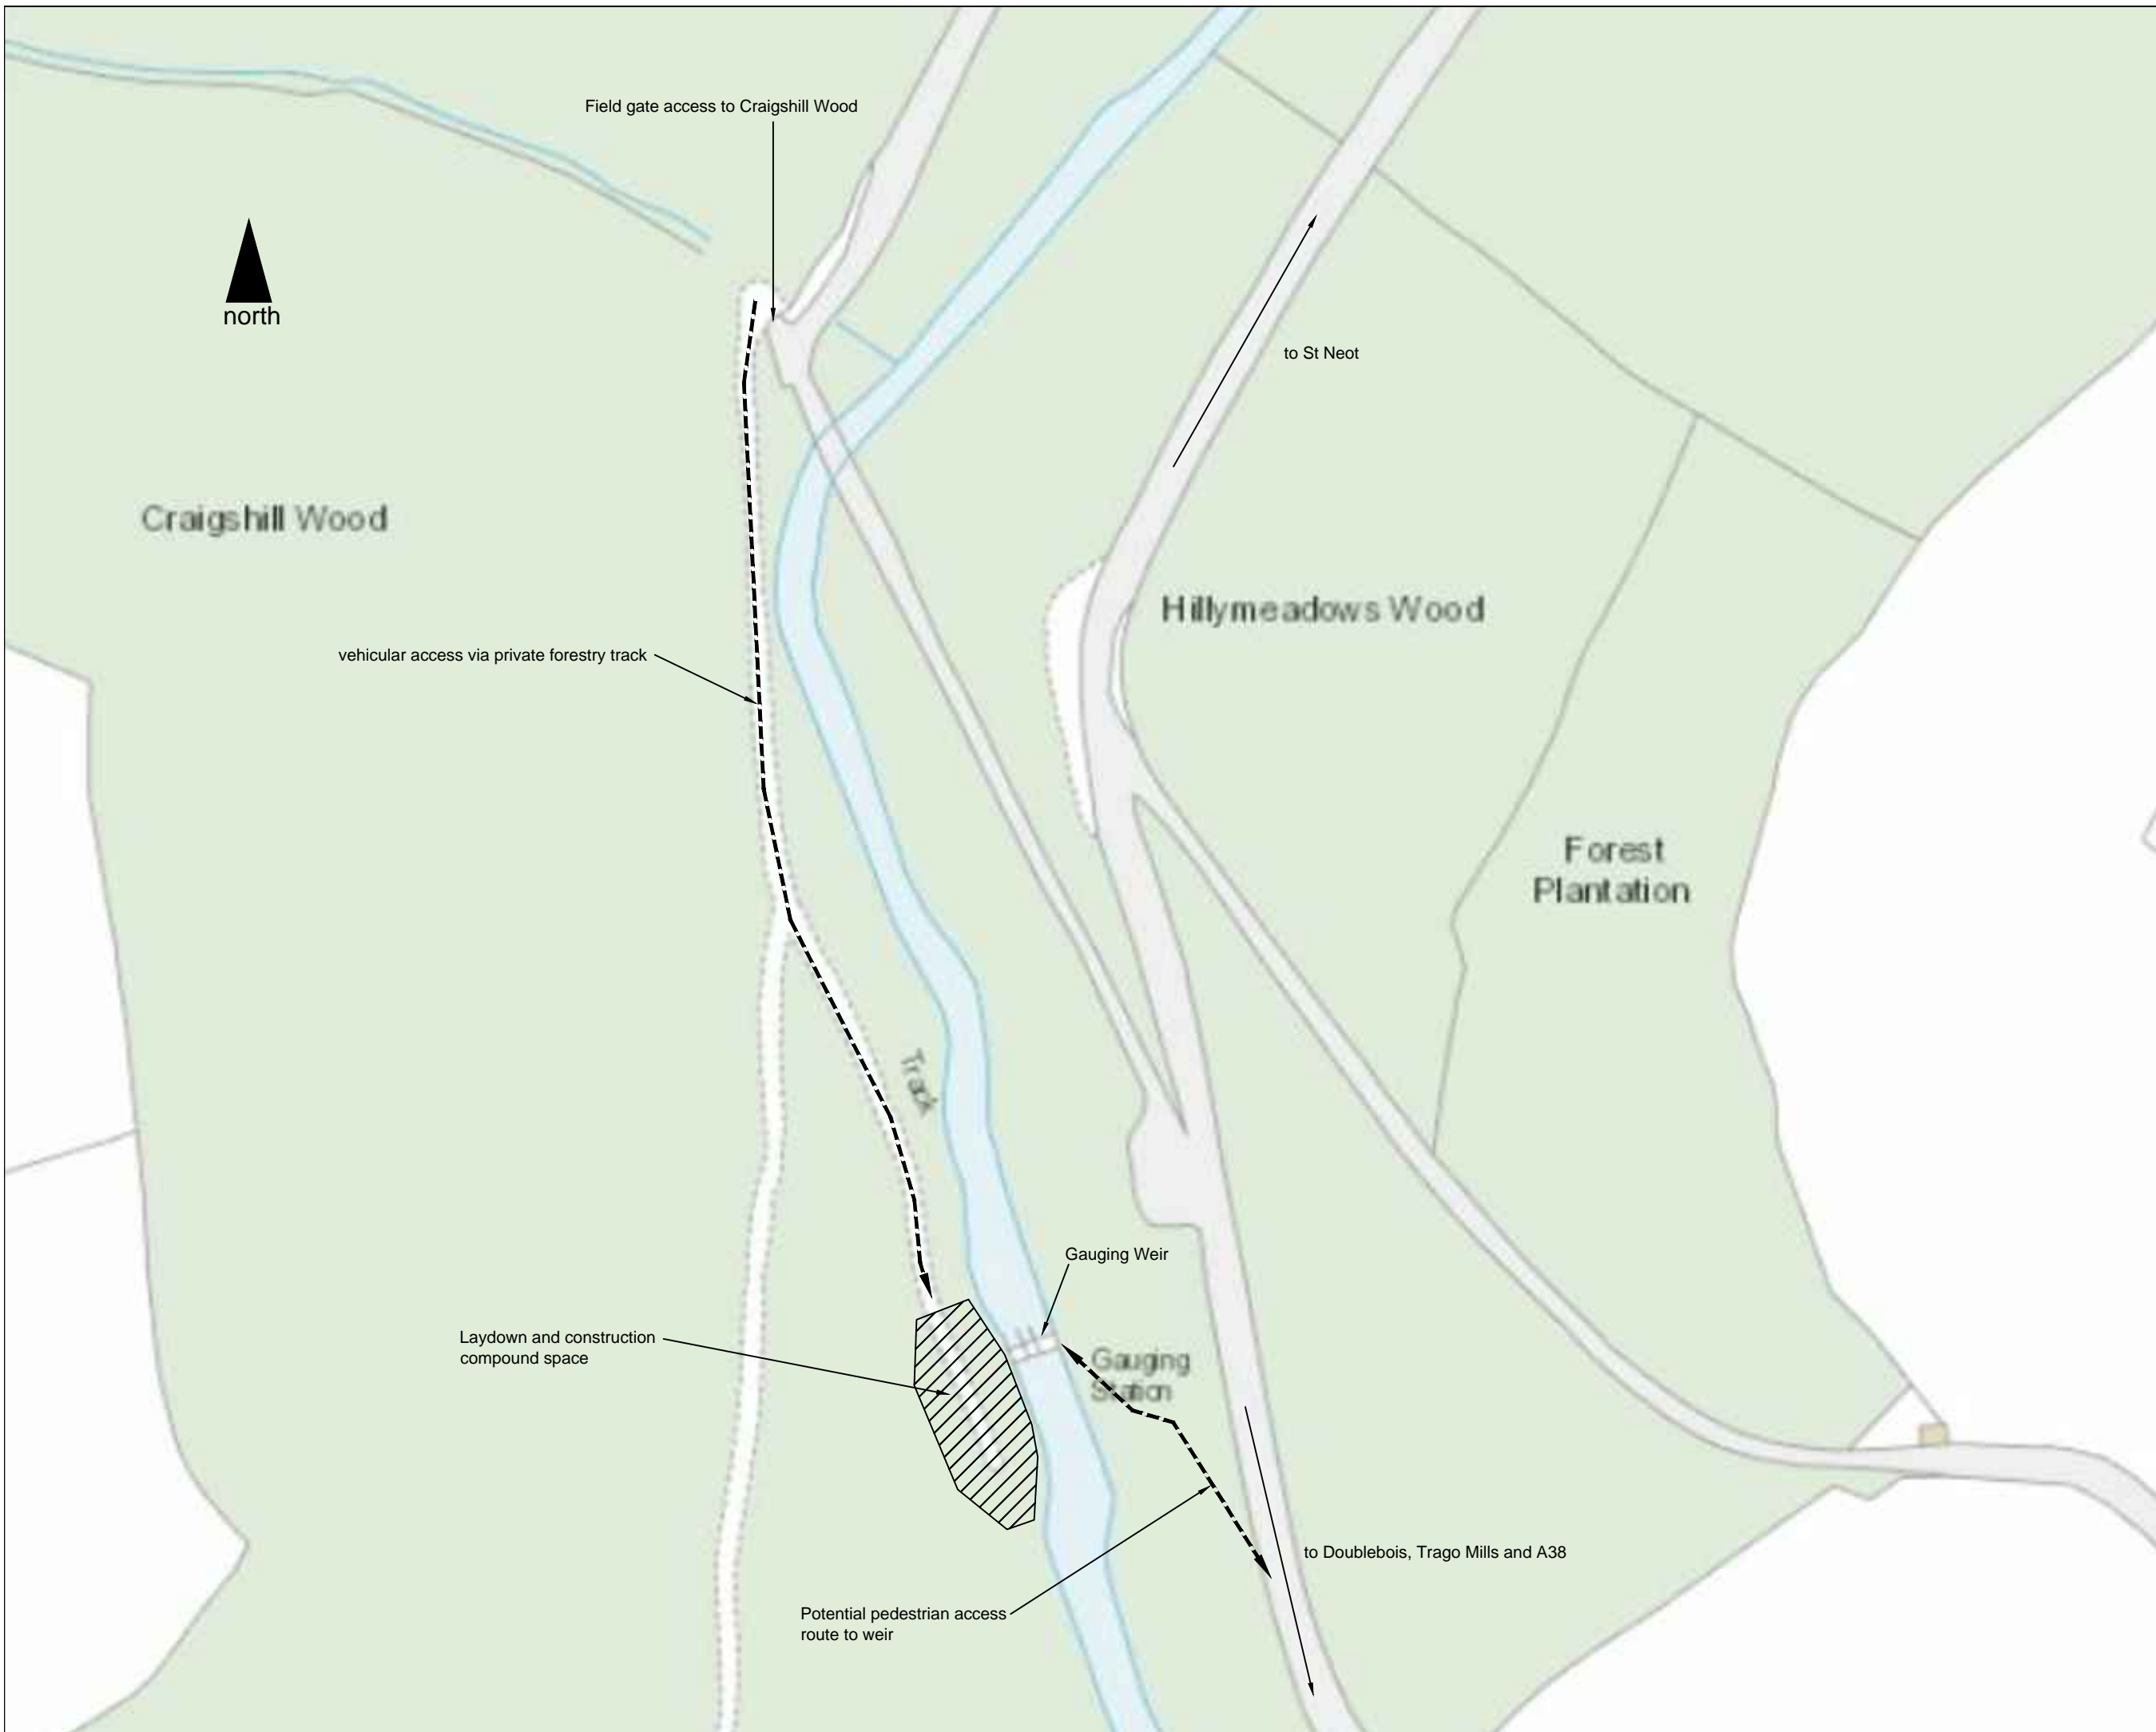 Field gate access to Craigshill Wood
north
to St Neot
Craigshill Wood
Hillymeadows Wood
vehicular access via private forestry track
Forest
Plantation
Track
Gauging Weir
Laydown and construction
compound space
Gauging
Station
to Doublebois, Trago Mills and A38
Potential pedestrian access
route to weir